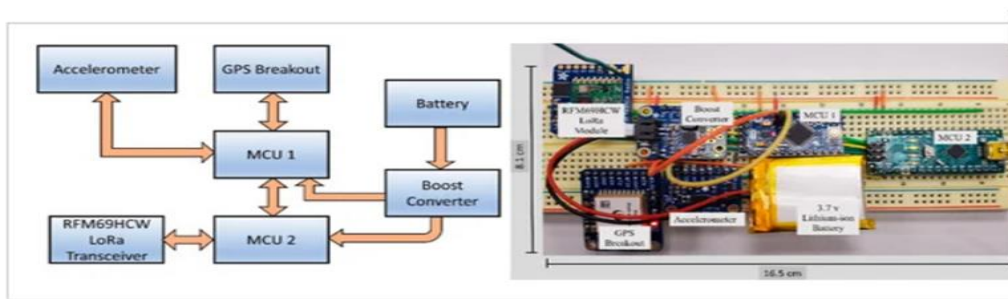 Accelerometer
GPS Breakout
Battery
MCU 1
Boost
Converter
RFM69HCW
LoRa
Transceiver
MCU 2
8.1 cm
RFM69HCW
LoRa
Module
Boost
Converter
MCU 1
MCU 2
GPS
Breakout
Accelerometer
3.7 v
Lithium-ion
Battery
16.5 cm